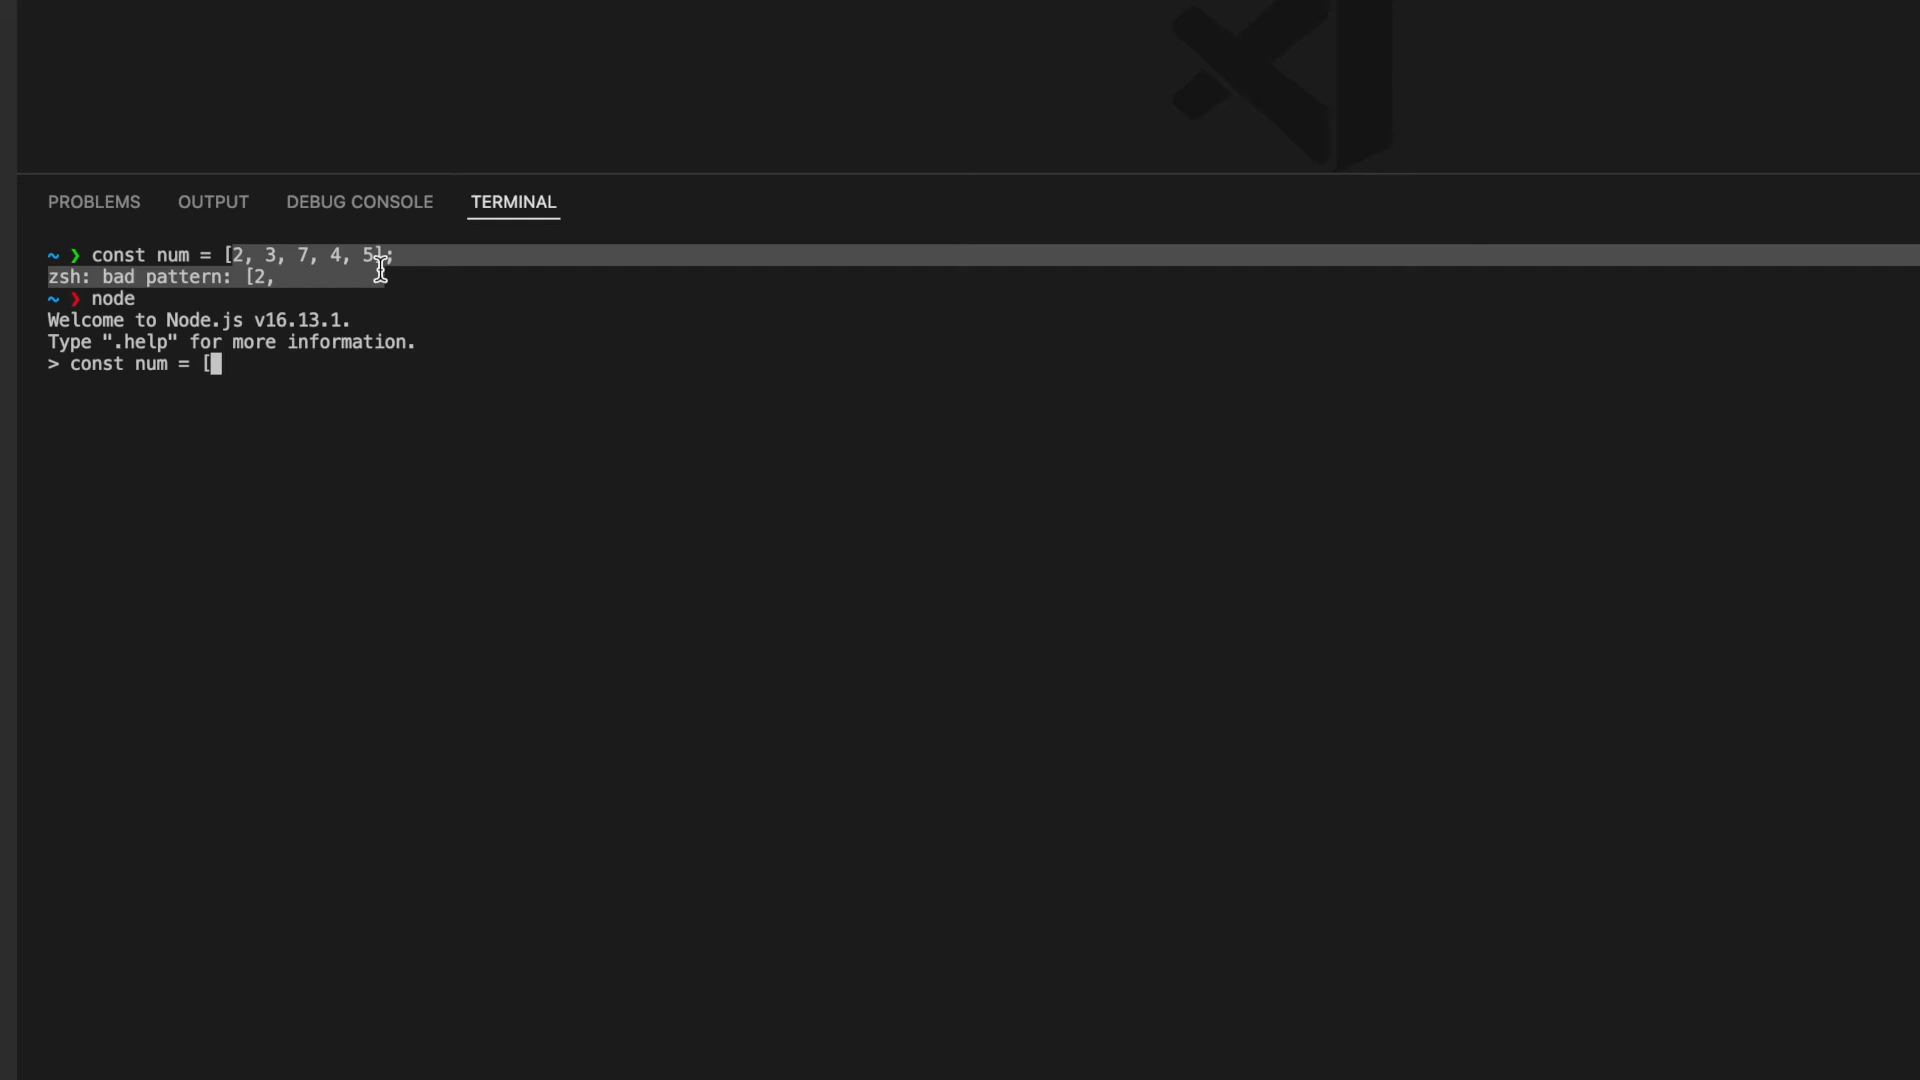 PROBLEMS OUTPUT DEBUG CONSOLE TERMINAL
~ ❯ const num = [2, 3, 7, 4, 5];
zsh: bad pattern: [2,
~ ❯ node
Welcome to Node.js v16.13.1.
Type ".help" for more information.
> const num = [